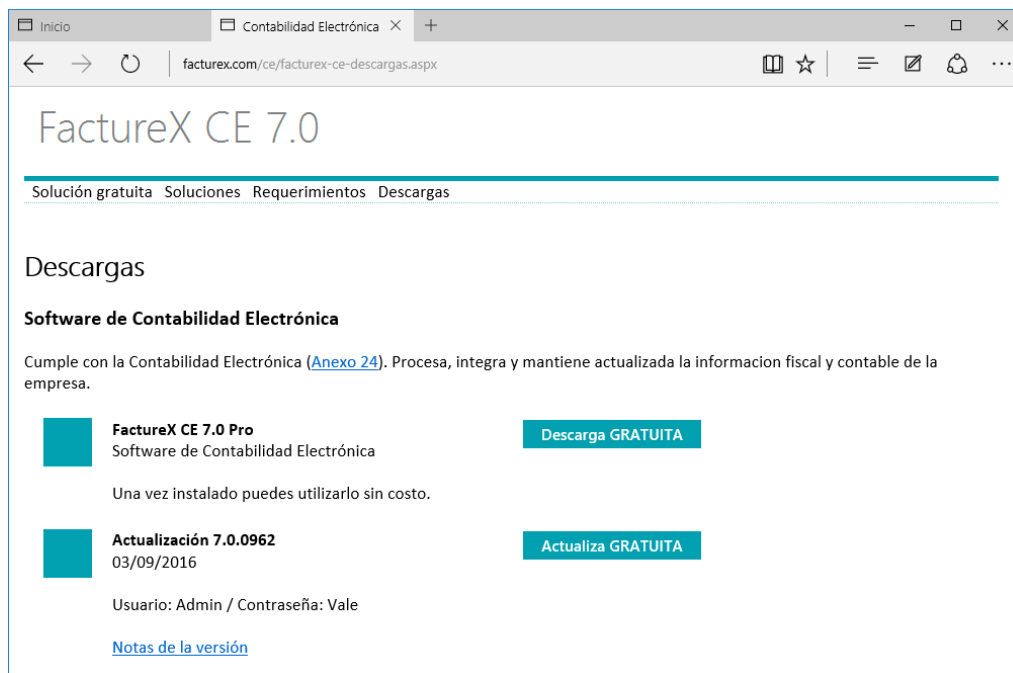 Inicio
Contabilidad Electrónica
facturex.com/ce/facturex-ce-descargas.aspx
FactureX CE 7.0
Solución gratuita Soluciones Requerimientos Descargas
Descargas
Software de Contabilidad Electrónica
Cumple con la Contabilidad Electrónica (Anexo 24). Procesa, integra y mantiene actualizada la informacion fiscal y contable de la
empresa.
FactureX CE 7.0 Pro
Descarga GRATUITA
Software de Contabilidad Electrónica
Una vez instalado puedes utilizarlo sin costo.
Actualización 7.0.0962
Actualiza GRATUITA
03/09/2016
Usuario: Admin / Contraseña: Vale
Notas de la versión